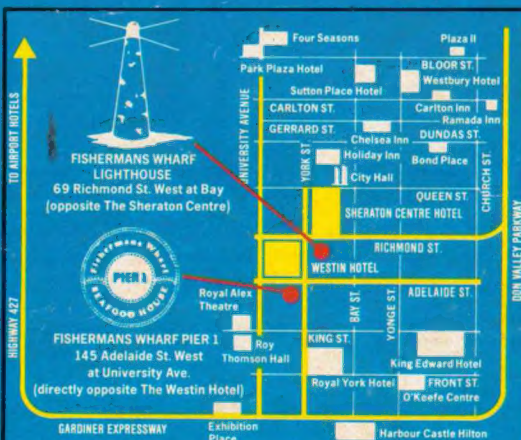 Four Seasons
Plaza II
Park Plaza Hotel
BLOOR ST.
Westbury Hotel
Sutton Place Hotel
CARLTON ST.
Carlton Inn
Ramada Inn
GERRARD ST.
Chelsea Inn
DUNDAS ST.
Bond Place
Holiday Inn
City Hall
QUEEN ST.
SHERATON CENTRE HOTEL
UNIVERSITY AVENUE
YORK ST.
CHURCH ST.
DON VALLEY PARKWAY
TO AIRPORT HOTELS
HIGHWAY 427
FISHERMANS WHARF
LIGHTHOUSE
69 Richmond St. West at Bay
(opposite The Sheraton Centre)
RICHMOND ST.
WESTIN HOTEL
Fishermans Wharf
PIER 1
SEAFOOD HOUSE
FISHERMANS WHARF PIER 1
145 Adelaide St. West
at University Ave.
(directly opposite The Westin Hotel)
Royal Alex
Theatre
Roy
Thomson Hall
BAY ST.
YONGE ST.
ADELAIDE ST.
KING ST.
King Edward Hotel
Royal York Hotel
FRONT ST.
O'Keefe Centre
GARDINER EXPRESSWAY
Exhibition
Place
Harbour Castle Hilton